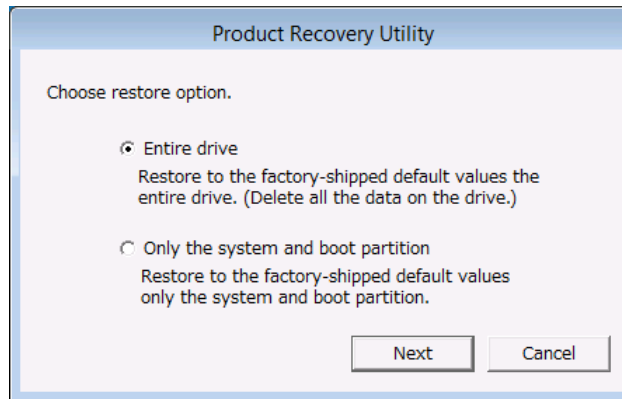 Product Recovery Utility
Choose restore option.
Entire drive
Restore to the factory-shipped default values the
entire drive. (Delete all the data on the drive.)
Only the system and boot partition
Restore to the factory-shipped default values
only the system and boot partition.
Next Cancel